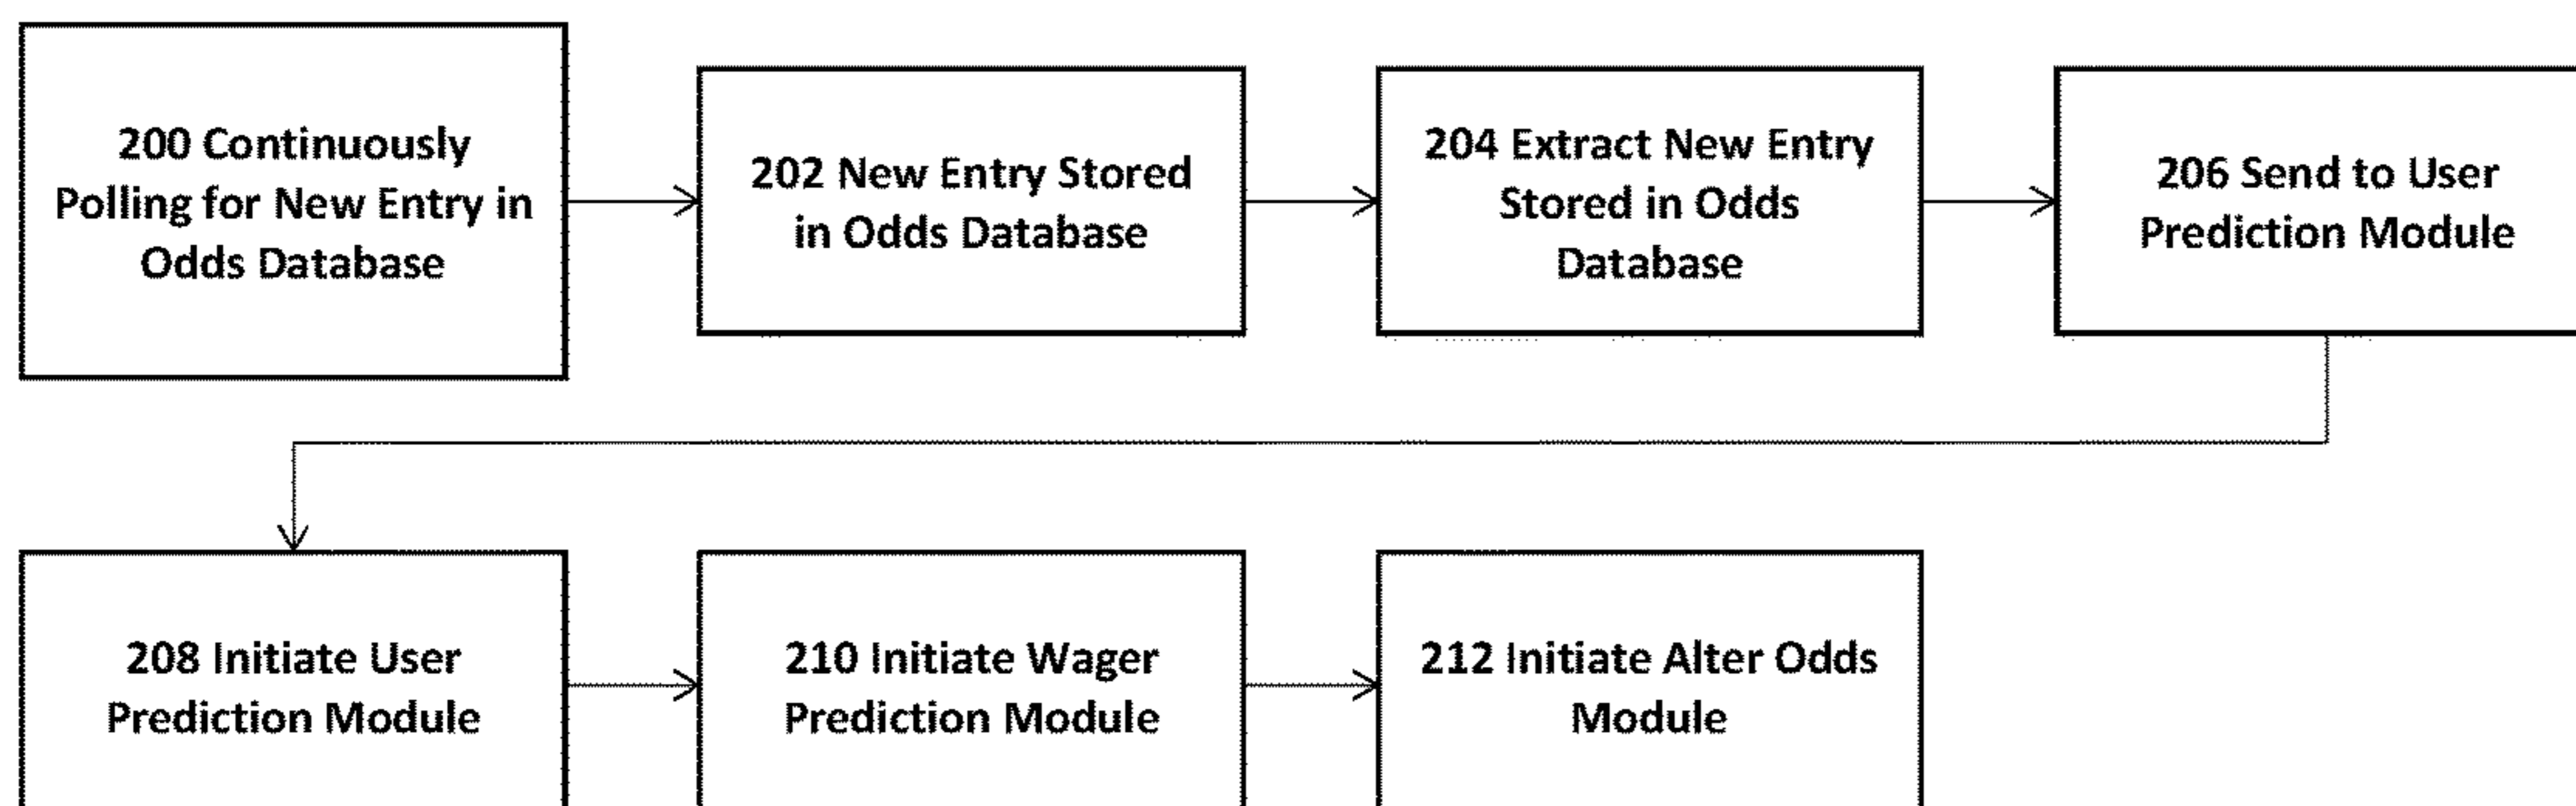 200 Continuously
Polling for New Entry in
Odds Database
202 New Entry Stored
in Odds Database
204 Extract New Entry
Stored in Odds
Database
206 Send to User
Prediction Module
208 Initiate User
Prediction Module
210 Initiate Wager
Prediction Module
212 Initiate Alter Odds
Module